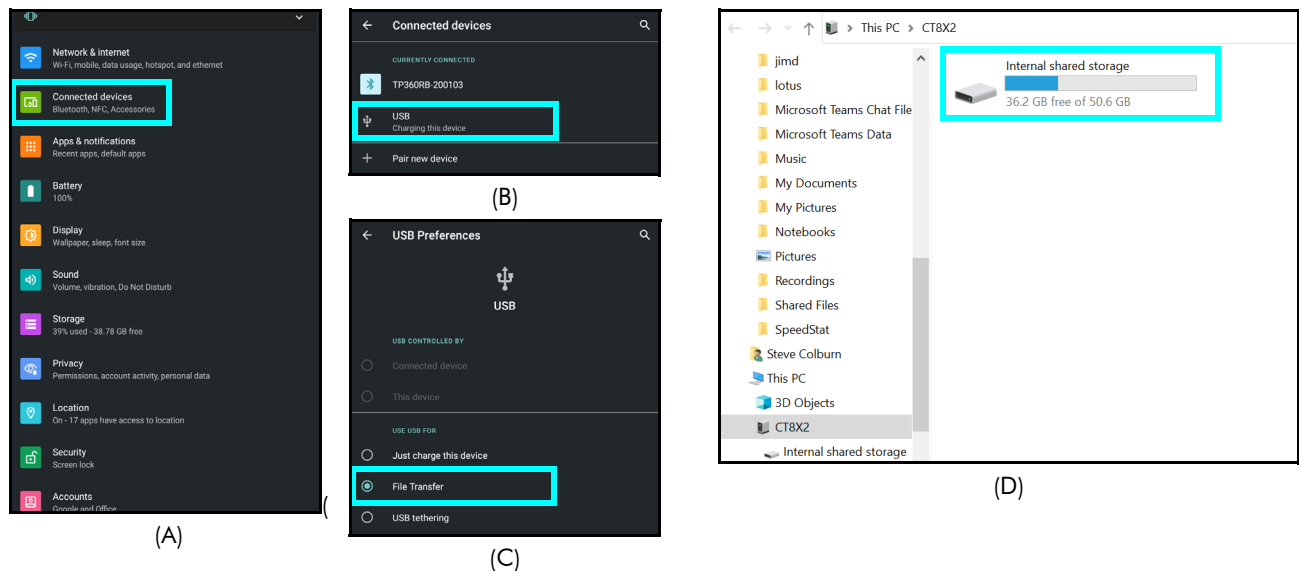 Network & internet
Wi-Fi, mobile, data usage, hotspot, and ethernet
Connected devices
Bluetooth, NFC, Accessories
Apps & notifications
Recent apps, default apps
Battery
100%
Display
Wallpaper, sleep, font size
Sound
Volume, vibration, Do Not Disturb
Storage
39% used - 38.78 GB free
Privacy
Permissions, account activity, personal data
Location
On - 17 apps have access to location
Security
Screen lock
Accounts
Google and Office
(
(A)
Connected devices
CURRENTLY CONNECTED
TP360RB-200103
USB
Charging this device
Pair new device
(B)
USB Preferences
USB
USB CONTROLLED BY
Connected device
This device
USE USB FOR
Just charge this device
File Transfer
USB tethering
(C)
This PC > CT8X2
jimd
lotus
Microsoft Teams Chat File
Microsoft Teams Data
Music
My Documents
My Pictures
Notebooks
Pictures
Recordings
Shared Files
SpeedStat
Steve Colburn
This PC
3D Objects
CT8X2
Internal shared storage
Internal shared storage
36.2 GB free of 50.6 GB
(D)